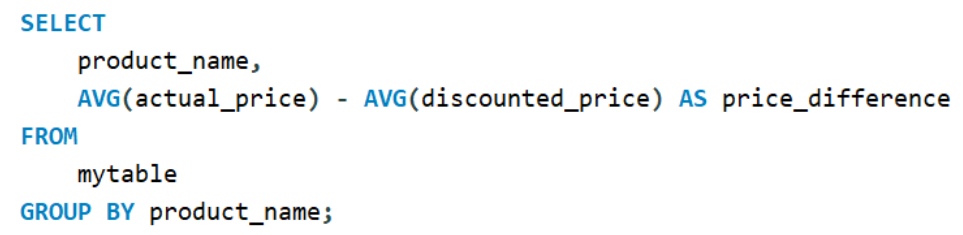 SELECT
    product_name,
    AVG(actual_price) - AVG(discounted_price) AS price_difference
FROM
    mytable
GROUP BY product_name;